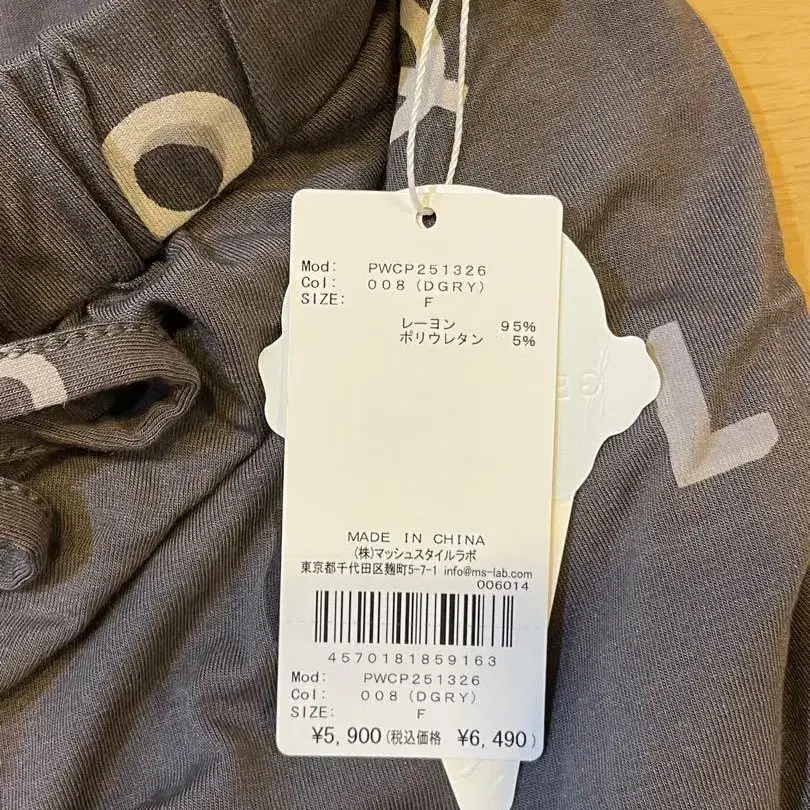 Mod: PWCP251326
Col: 008 (DGRY)
SIZE: F
レーヨン 95%
ポリウレタン 5%
MADE IN CHINA
(株)マッシュスタイルラボ
東京都千代田区麹町5-7-1 info@ms-lab.com
006014
4570181859163
Mod: PWCP251326
Col: 008 (DGRY)
SIZE: F
¥5,900(税込価格 ¥6,490)
L